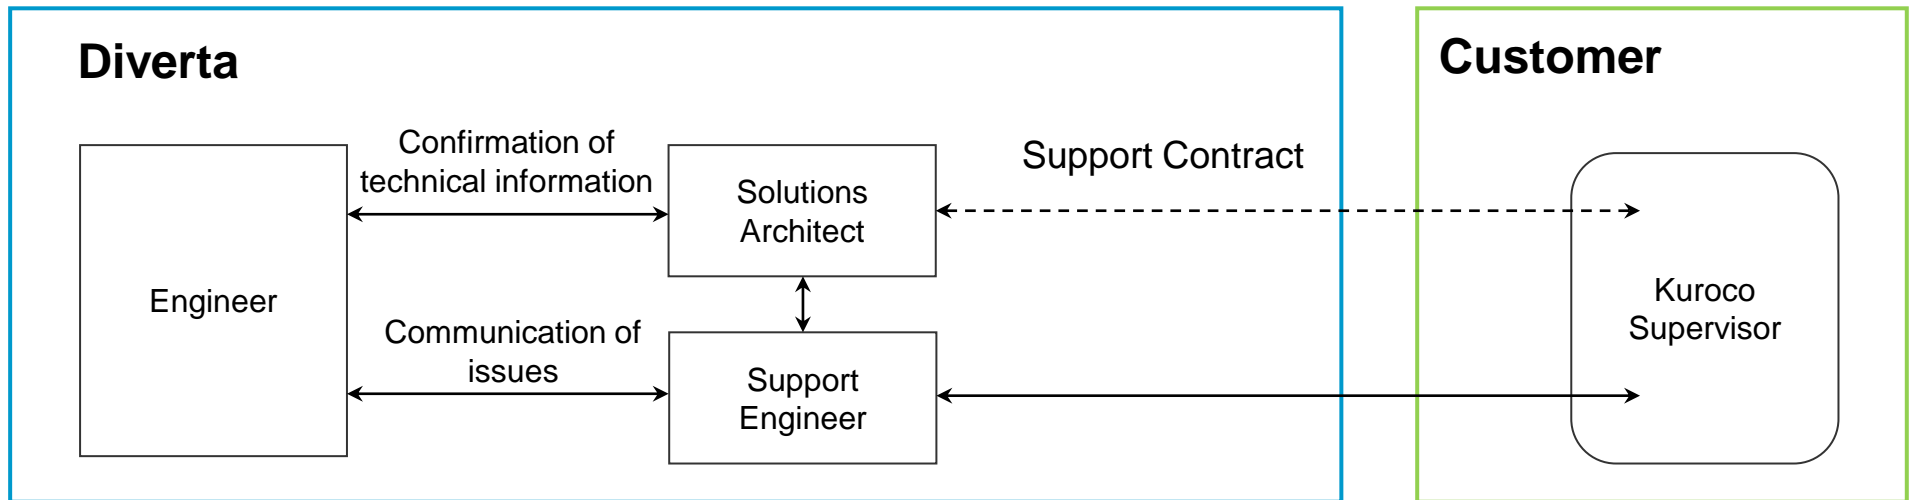 Diverta
Customer
Confirmation of
technical information
Support Contract
Solutions
Architect
Engineer
Kuroco
Supervisor
Communication of
issues
Support
Engineer